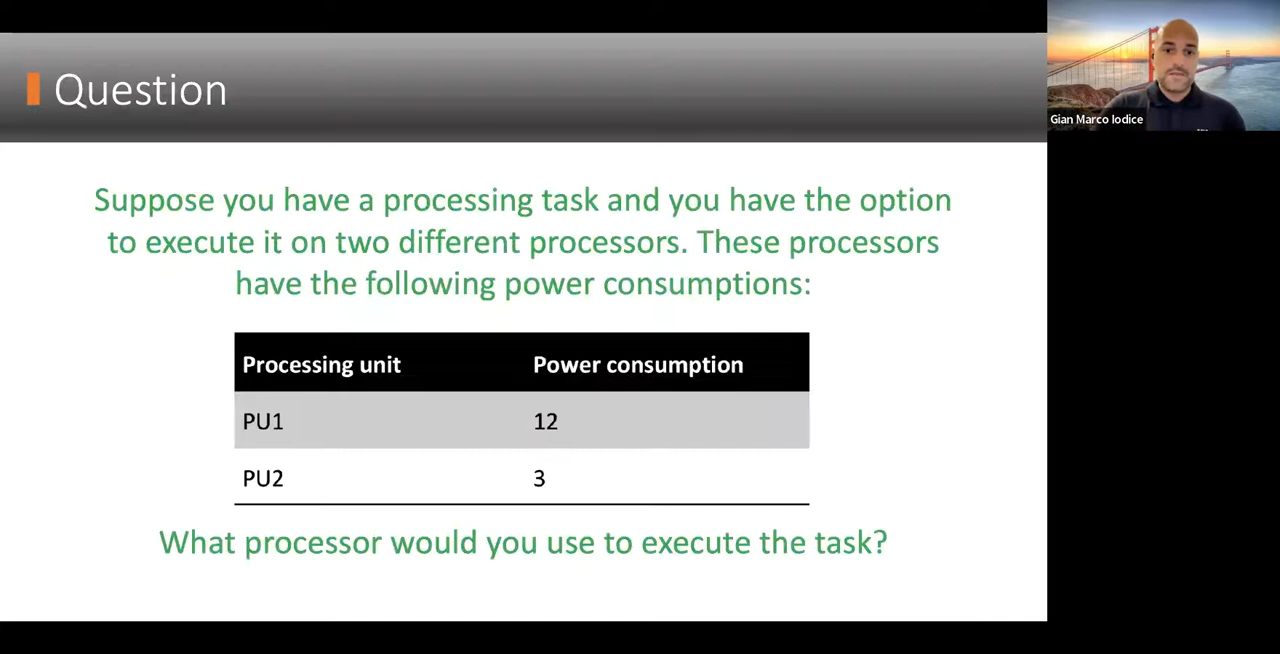 Question
Gian Marco Iodice
Suppose you have a processing task and you have the option
to execute it on two different processors. These processors
have the following power consumptions:
Processing unit Power consumption
PU1 12
PU2 3
What processor would you use to execute the task?